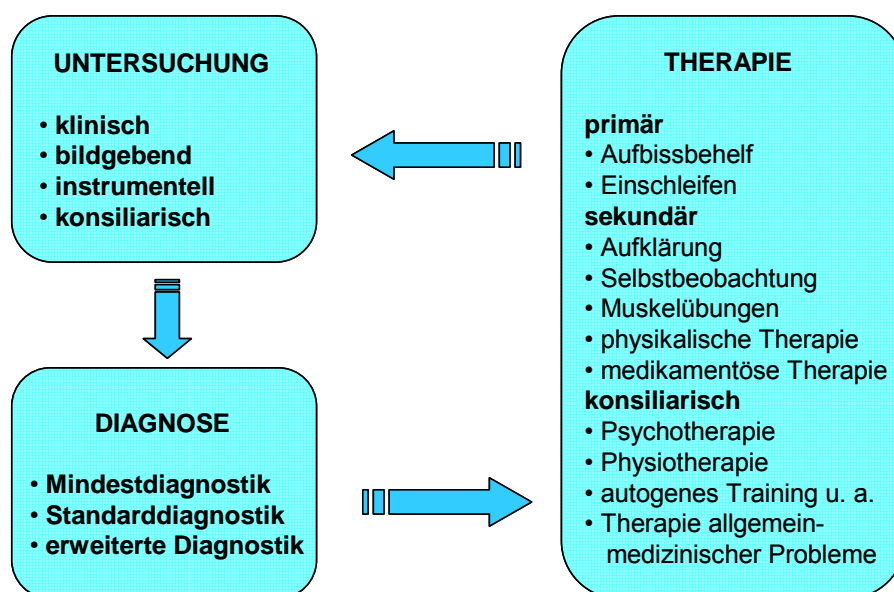 UNTERSUCHUNG
• klinisch
• bildgebend
• instrumentell
• konsiliarisch
DIAGNOSE
• Mindestdiagnostik
• Standarddiagnostik
• erweiterte Diagnostik
THERAPIE
primär
• Aufbissbehelf
• Einschleifen
sekundär
• Aufklärung
• Selbstbeobachtung
• Muskelübungen
• physikalische Therapie
• medikamentöse Therapie
konsiliarisch
• Psychotherapie
• Physiotherapie
• autogenes Training u. a.
• Therapie allgemein-
medizinischer Probleme